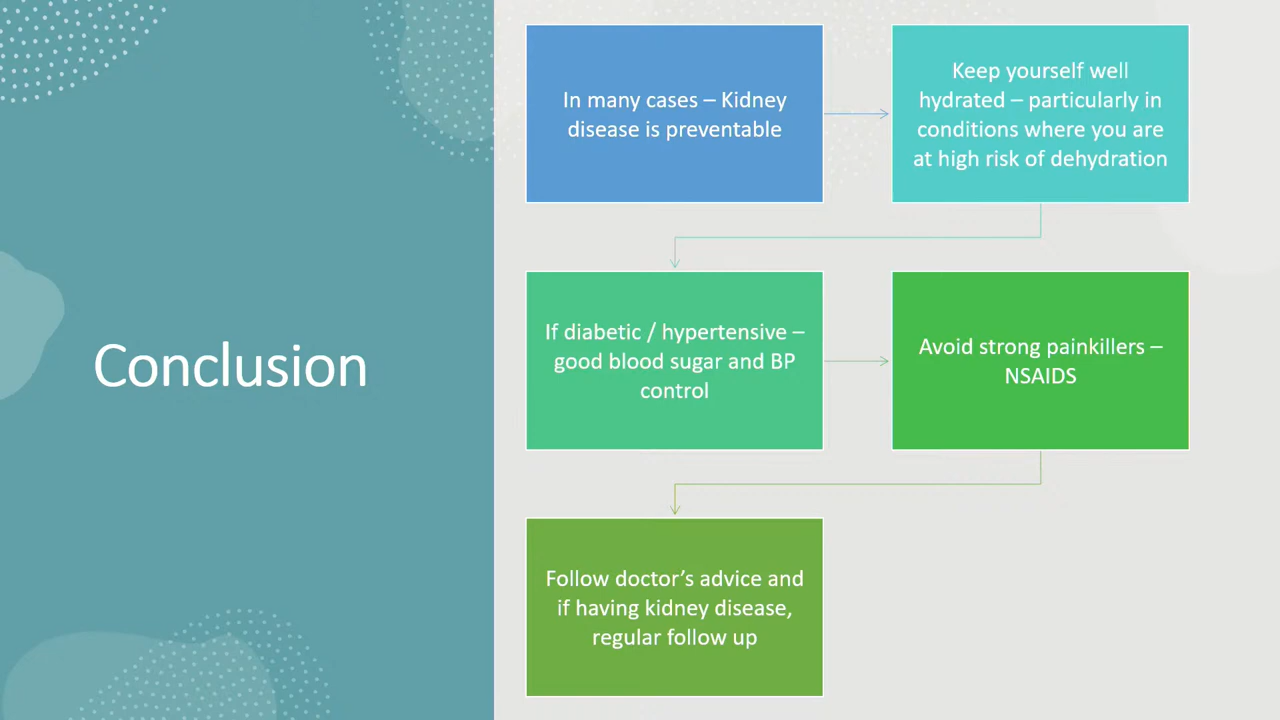 Conclusion
In many cases – Kidney
disease is preventable
Keep yourself well
hydrated – particularly in
conditions where you are
at high risk of dehydration
If diabetic / hypertensive –
good blood sugar and BP
control
Avoid strong painkillers –
NSAIDS
Follow doctor’s advice and
if having kidney disease,
regular follow up